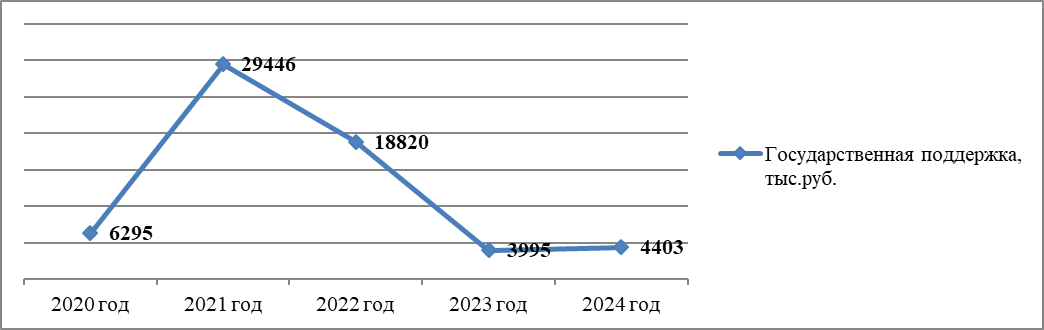 29446
18820
6295
3995
4403
Государственная поддержка,
тыс.руб.
2020 год
2021 год
2022 год
2023 год
2024 год